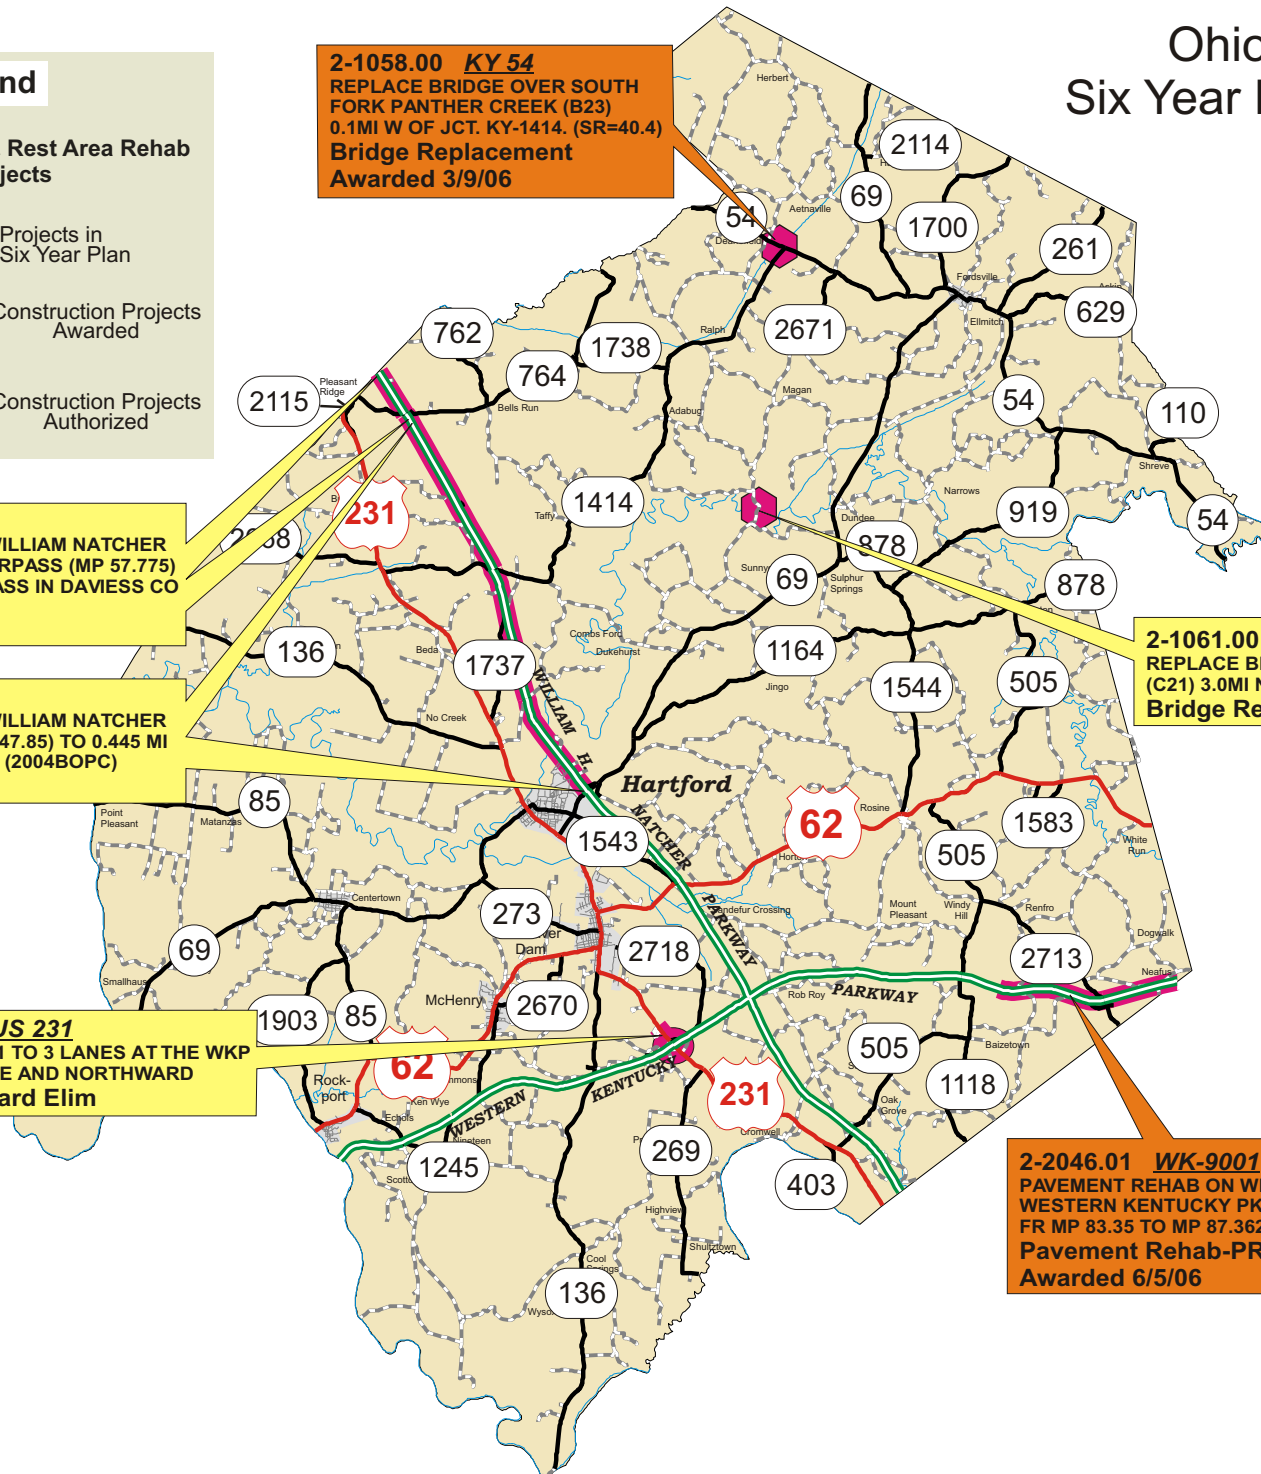 Ohio
Six Year
nd
Rest Area Rehab
jects
Projects in
Six Year Plan
Construction Projects
Awarded
Construction Projects
Authorized
2-1058.00 KY 54
REPLACE BRIDGE OVER SOUTH
FORK PANTHER CREEK (B23)
0.1MI W OF JCT. KY-1414. (SR=40.4)
Bridge Replacement
Awarded 3/9/06
Herbert
2114
69
Aetnaville
54
1700
261
Fordsville
629
Ellmitch
Ralph
2671
762
1738
764
Pleasant
Ridge
2115
Bells Run
Adabug
Magan
54
110
Shreve
54
231
1414
Taffy
Narrows
919
Dundee
878
WILLIAM NATCHER
RPASS (MP 57.775)
ASS IN DAVIESS CO
Sunny
69
Sulphur
Springs
878
136
Beda
1737
Combs Ford
Dukehurst
1164
Jingo
1544
505
2-1061.00
REPLACE
(C21) 3.0MI
Bridge
WILLIAM NATCHER
47.85) TO 0.445 MI
(2004BOPC)
No Creek
WILLIAM H. NATCHER PARKWAY
Hartford
Point
Pleasant
Matanzas
85
1543
62
Rosine
1583
White
Run
505
Centertown
273
Mount
Pleasant
Windy
Hill
Renfro
Dogwalk
69
Dam
2718
2713
Neafus
Smallhous
McHenry
2670
Rob Roy
PARKWAY
1903
85
US 231
TO 3 LANES AT THE WKP
E AND NORTHWARD
ard Elim
62
Rock-
port
Ken Wye
Echols
WESTERN KENTUCKY
505
Baizetown
1118
231
Oak
Grove
Cromwell
Nineteen
1245
269
403
2-2046.01 WK-9001
PAVEMENT REHAB ON
WESTERN KENTUCKY
FR MP 83.35 TO MP 87.362
Pavement Rehab-PR
Awarded 6/5/06
Highview
Shultztown
Cool
Springs
136